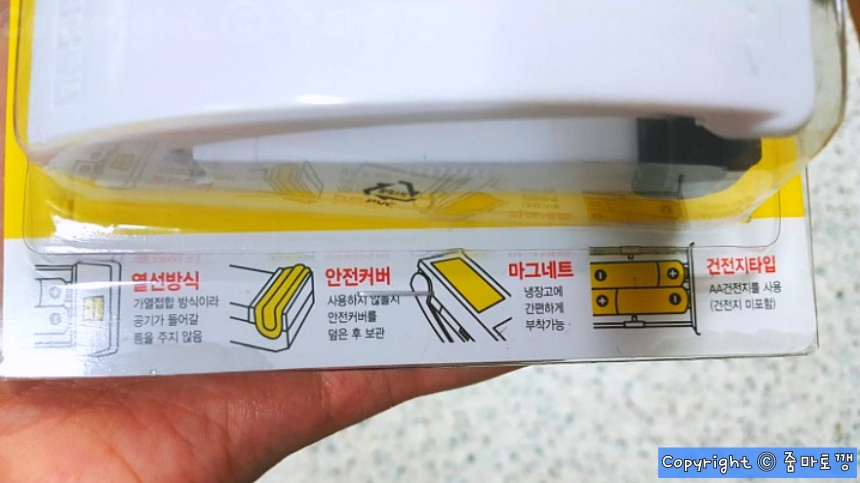 열선방식
가열접합 방식이라
공기가 들어갈
틈을 주지 않음
안전커버
사용하지 않을시
안전커버를
덮은 후 보관
마그네트
냉장고에
간편하게
부착가능
건전지타입
AA건전지를 사용
(건전지 미포함)
Copyright © 줌마토깽